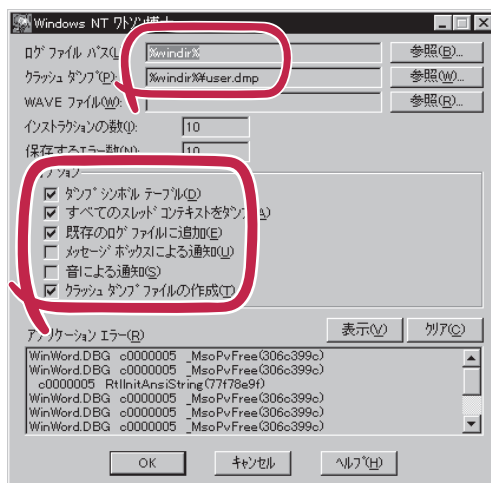 Windows NT ワトソン博士
ログ ファイル パス(L)
%windir%
参照(B)...
クラッシュ ダンプ(P):
%windir%¥user.dmp
参照(W)...
WAVE ファイル(W):
参照(R)...
インストラクションの数(I):
10
保存するエラー数(N):
10
オプション
ダンプ シンボル テーブル(D)
すべてのスレッド コンテキストをダンプ(A)
既存のログ ファイルに追加(E)
メッセージ ボックスによる通知(U)
音による通知(S)
クラッシュ ダンプ ファイルの作成(T)
アプリケーション エラー(R)
表示(V)
クリア(C)
WinWord.DBG c0000005 _MsoPvFree(306c399c)
WinWord.DBG c0000005 _MsoPvFree(306c399c)
c0000005 RtlInitAnsiString(77f78e9f)
WinWord.DBG c0000005 _MsoPvFree(306c399c)
WinWord.DBG c0000005 _MsoPvFree(306c399c)
WinWord.DBG c0000005 _MsoPvFree(306c399c)
OK
キャンセル
ヘルプ(H)